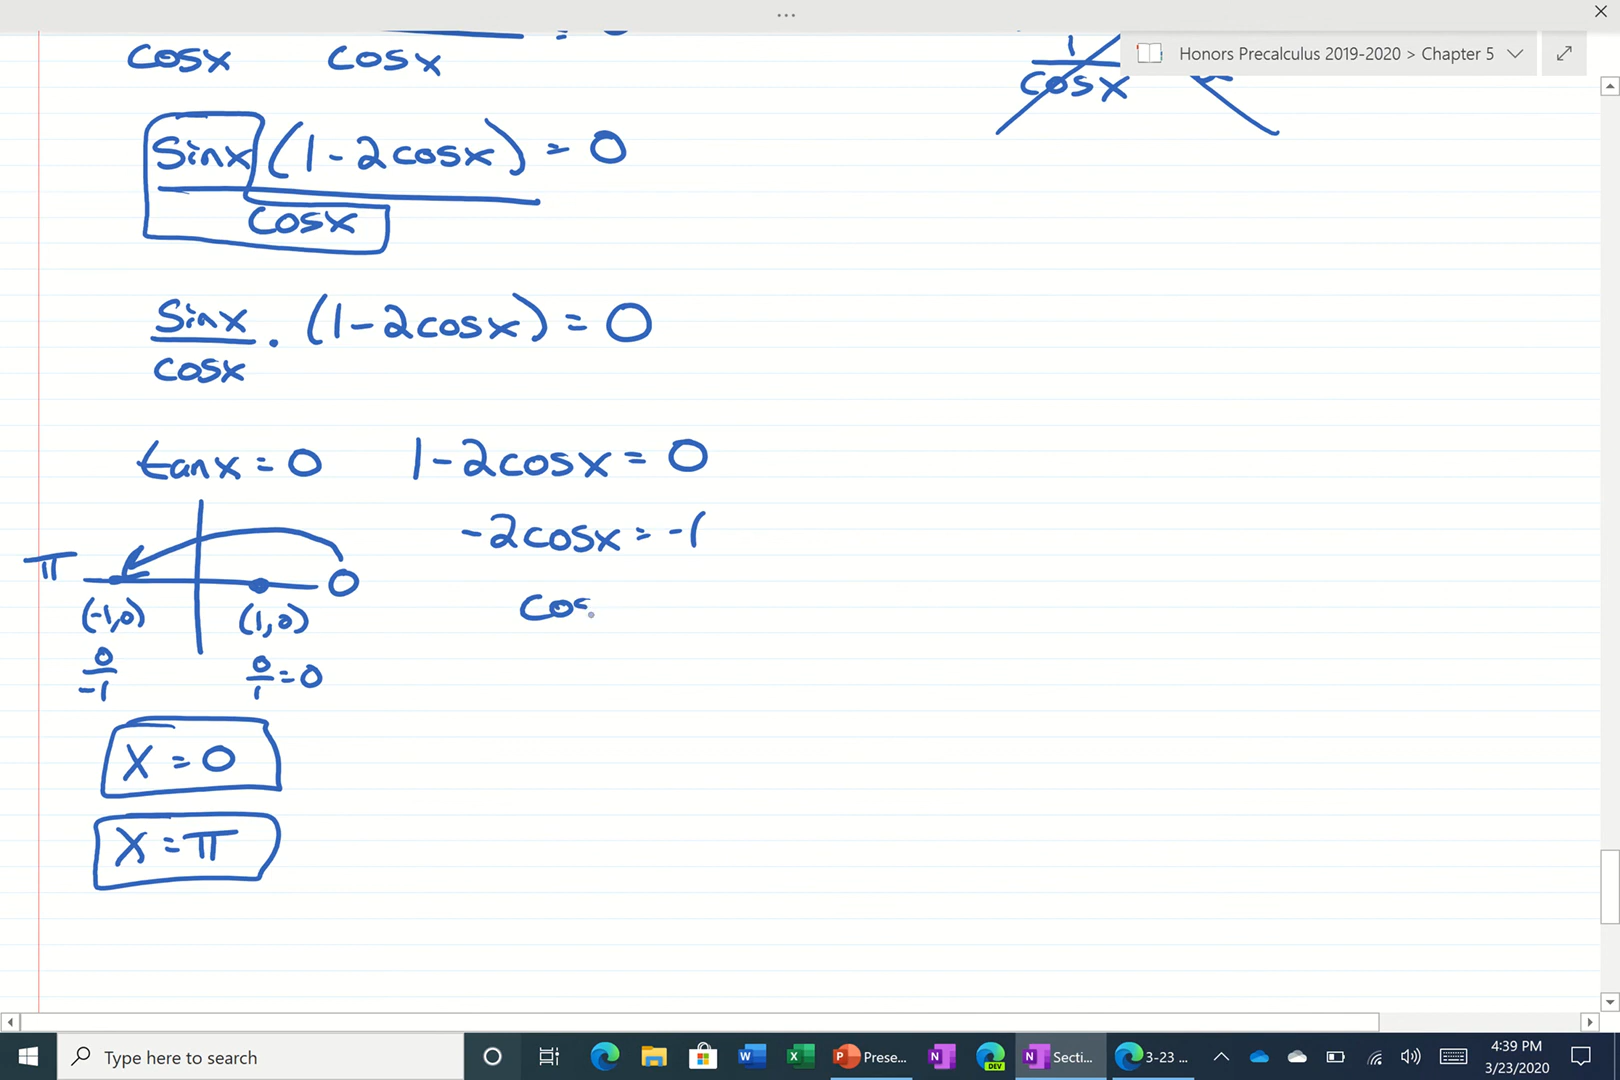 Honors Precalculus 2019-2020 > Chapter 5
cosx cosx
1
cosx
sinx (1-2cosx) = 0
cosx
sinx . (1-2cosx) = 0
cosx
tanx = 0 1-2cosx = 0
-2cosx = -1
π 0
cos
(-1,0) (1,0)
0/-1 0/1 = 0
x = 0
x = π
Type here to search
Prese...
Secti...
3-23 ...
4:39 PM
3/23/2020